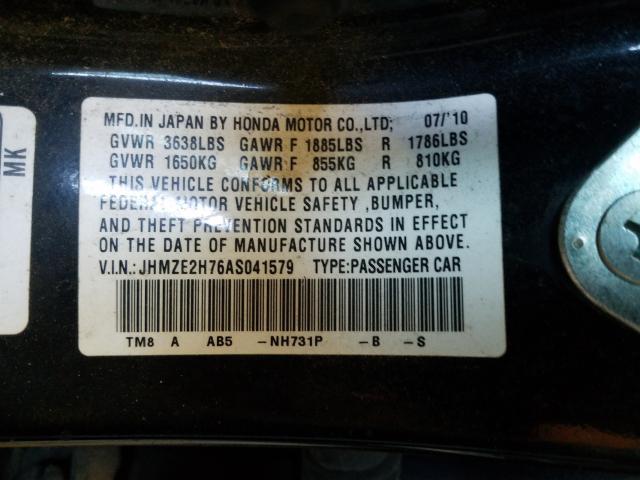 MFD.IN JAPAN BY HONDA MOTOR CO.,LTD; 07/'10
GVWR 3638LBS GAWR F 1885LBS R 1786LBS
GVWR 1650KG GAWR F 855KG R 810KG
THIS VEHICLE CONFORMS TO ALL APPLICABLE
FEDERAL MOTOR VEHICLE SAFETY ,BUMPER,
AND THEFT PREVENTION STANDARDS IN EFFECT
ON THE DATE OF MANUFACTURE SHOWN ABOVE.
V.I.N.: JHMZE2H76AS041579 TYPE:PASSENGER CAR
TM8 A AB5 -NH731P -B -S
MK